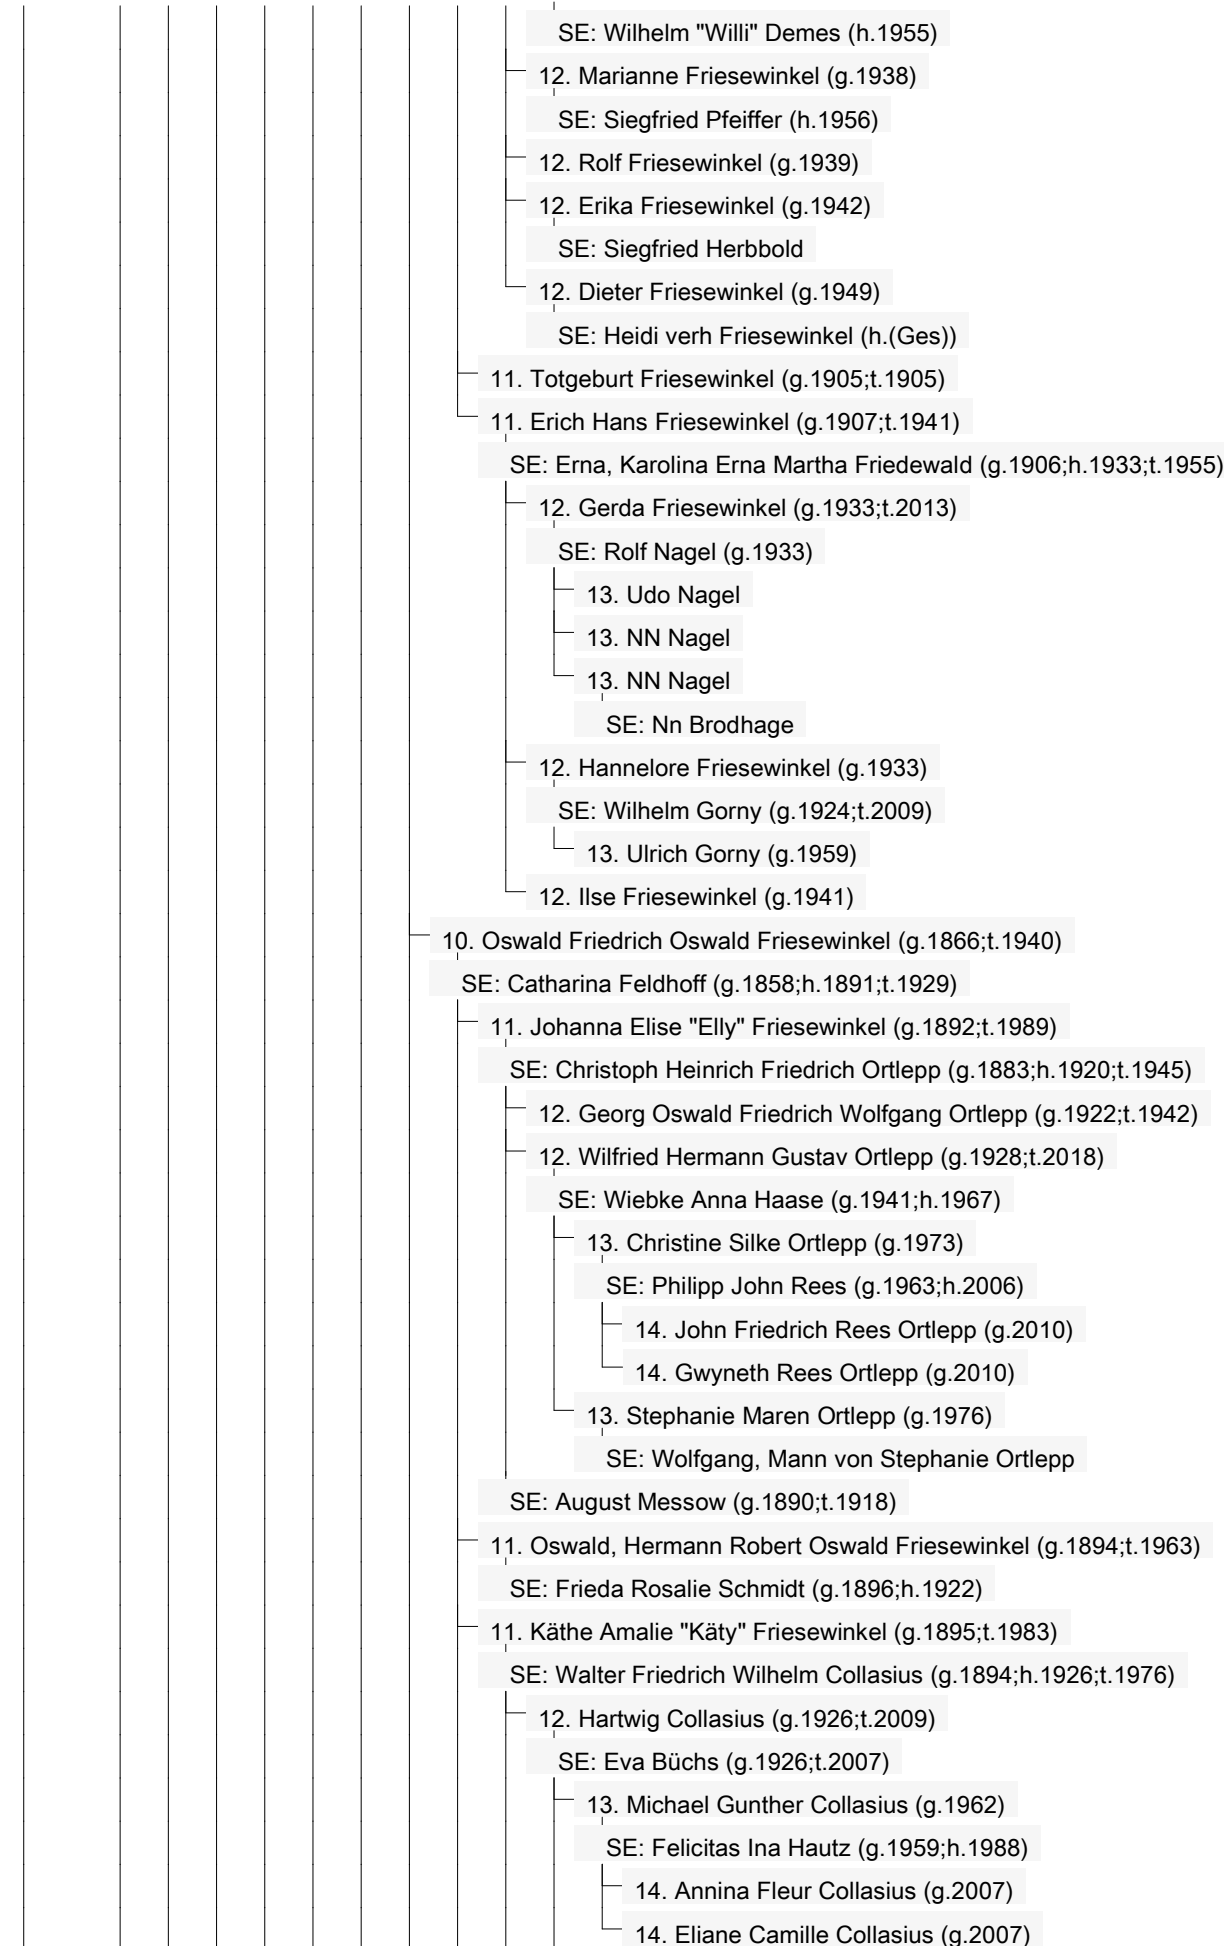 SE: Wilhelm "Willi" Demes (h.1955)
12. Marianne Friesewinkel (g.1938)
SE: Siegfried Pfeiffer (h.1956)
12. Rolf Friesewinkel (g.1939)
12. Erika Friesewinkel (g.1942)
SE: Siegfried Herbbold
12. Dieter Friesewinkel (g.1949)
SE: Heidi verh Friesewinkel (h.(Ges))
11. Totgeburt Friesewinkel (g.1905;t.1905)
11. Erich Hans Friesewinkel (g.1907;t.1941)
SE: Erna, Karolina Erna Martha Friedewald (g.1906;h.1933;t.1955)
12. Gerda Friesewinkel (g.1933;t.2013)
SE: Rolf Nagel (g.1933)
13. Udo Nagel
13. NN Nagel
13. NN Nagel
SE: Nn Brodhage
12. Hannelore Friesewinkel (g.1933)
SE: Wilhelm Gorny (g.1924;t.2009)
13. Ulrich Gorny (g.1959)
12. Ilse Friesewinkel (g.1941)
10. Oswald Friedrich Oswald Friesewinkel (g.1866;t.1940)
SE: Catharina Feldhoff (g.1858;h.1891;t.1929)
11. Johanna Elise "Elly" Friesewinkel (g.1892;t.1989)
SE: Christoph Heinrich Friedrich Ortlepp (g.1883;h.1920;t.1945)
12. Georg Oswald Friedrich Wolfgang Ortlepp (g.1922;t.1942)
12. Wilfried Hermann Gustav Ortlepp (g.1928;t.2018)
SE: Wiebke Anna Haase (g.1941;h.1967)
13. Christine Silke Ortlepp (g.1973)
SE: Philipp John Rees (g.1963;h.2006)
14. John Friedrich Rees Ortlepp (g.2010)
14. Gwyneth Rees Ortlepp (g.2010)
13. Stephanie Maren Ortlepp (g.1976)
SE: Wolfgang, Mann von Stephanie Ortlepp
SE: August Messow (g.1890;t.1918)
11. Oswald, Hermann Robert Oswald Friesewinkel (g.1894;t.1963)
SE: Frieda Rosalie Schmidt (g.1896;h.1922)
11. Käthe Amalie "Käty" Friesewinkel (g.1895;t.1983)
SE: Walter Friedrich Wilhelm Collasius (g.1894;h.1926;t.1976)
12. Hartwig Collasius (g.1926;t.2009)
SE: Eva Büchs (g.1926;t.2007)
13. Michael Gunther Collasius (g.1962)
SE: Felicitas Ina Hautz (g.1959;h.1988)
14. Annina Fleur Collasius (g.2007)
14. Eliane Camille Collasius (g.2007)